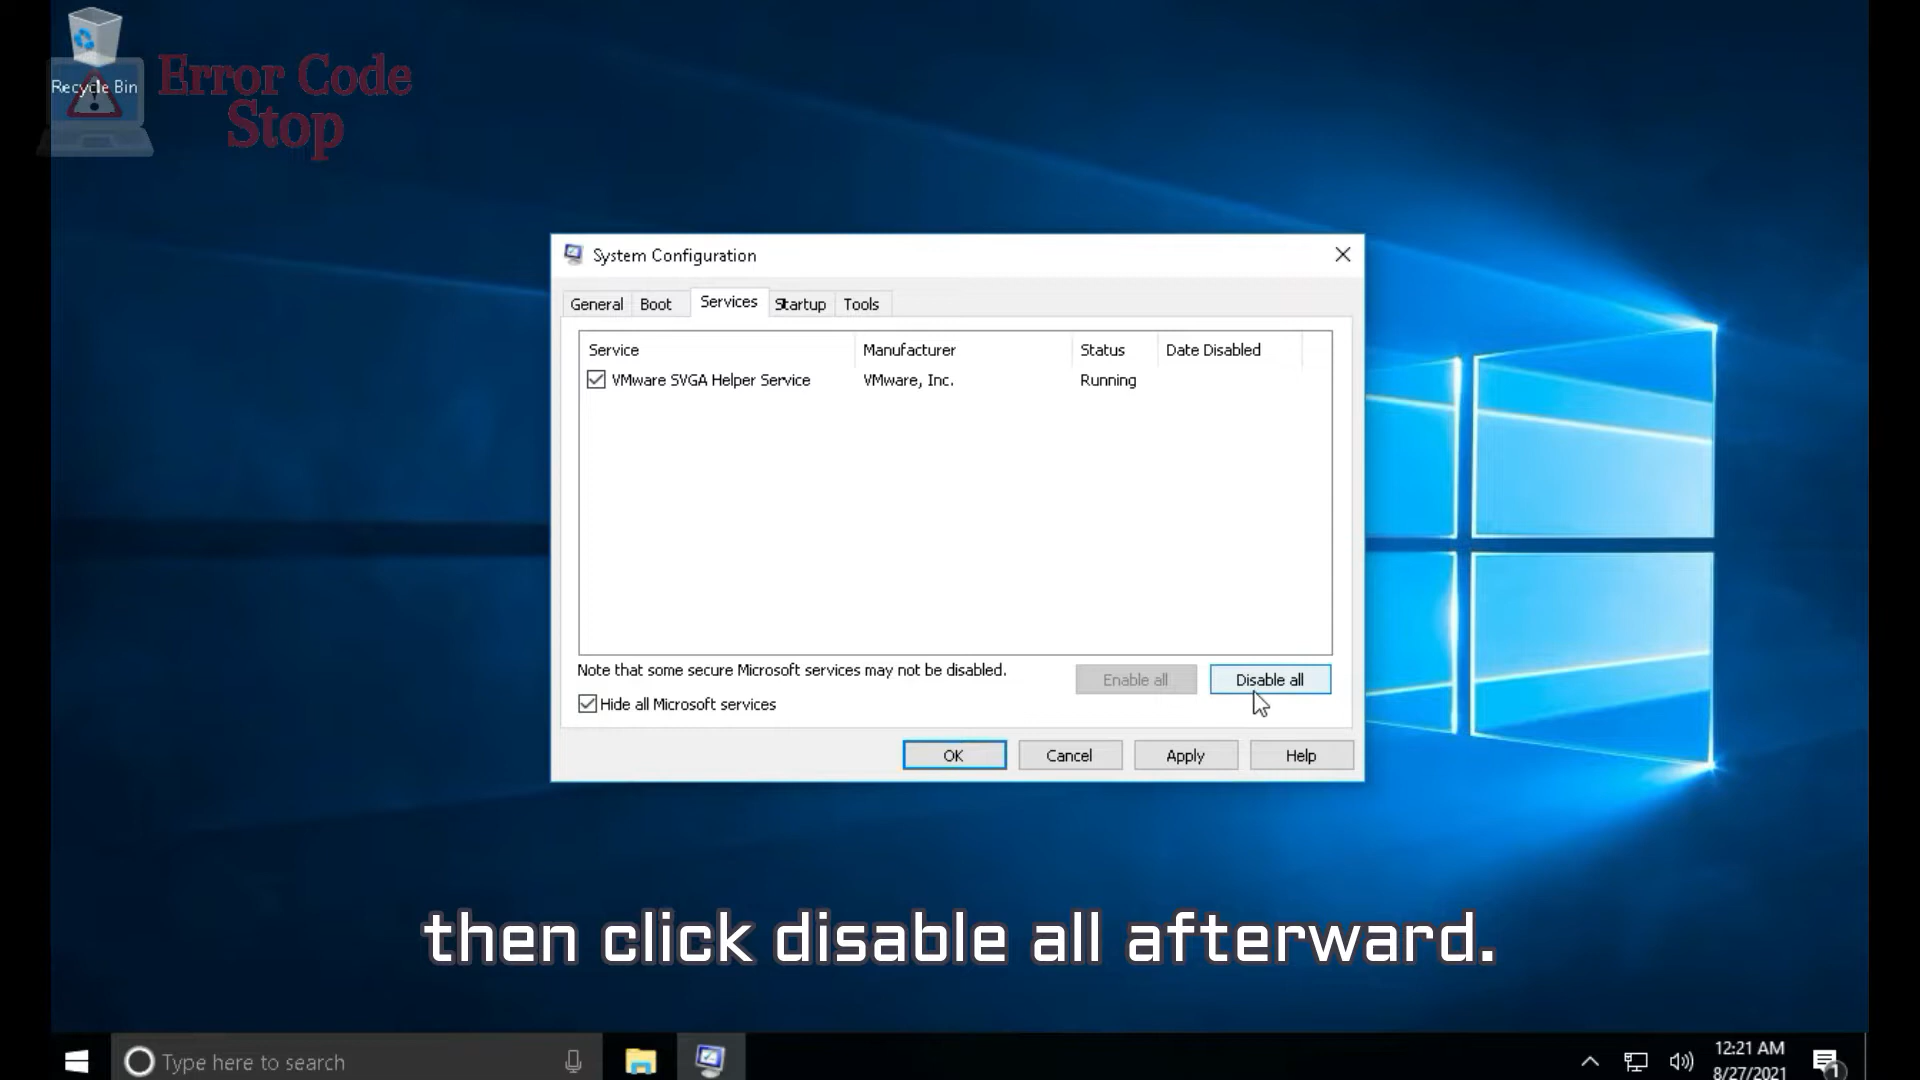 Recycle Bin
Error Code
Stop
System Configuration
General
Boot
Services
Startup
Tools
Service
Manufacturer
Status
Date Disabled
VMware SVGA Helper Service
VMware, Inc.
Running
Note that some secure Microsoft services may not be disabled.
Enable all
Disable all
Hide all Microsoft services
OK
Cancel
Apply
Help
then click disable all afterward.
Type here to search
12:21 AM
8/27/2021
1